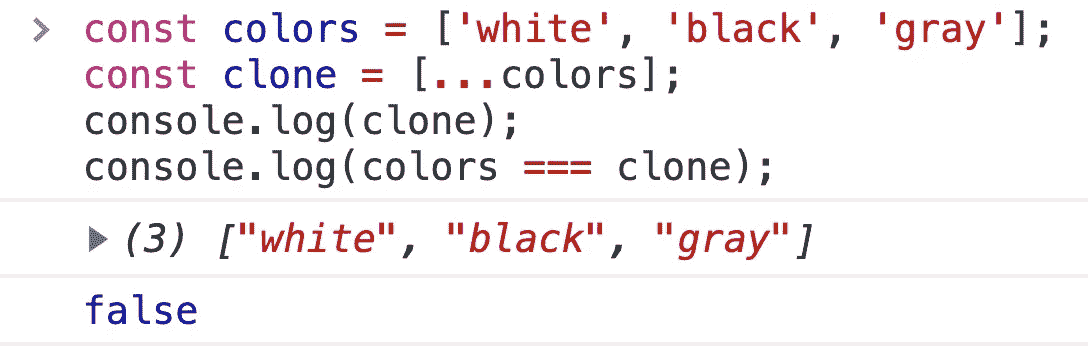 > const colors = ['white', 'black', 'gray'];
const clone = [...colors];
console.log(clone);
console.log(colors === clone);
▶ (3) ["white", "black", "gray"]
false